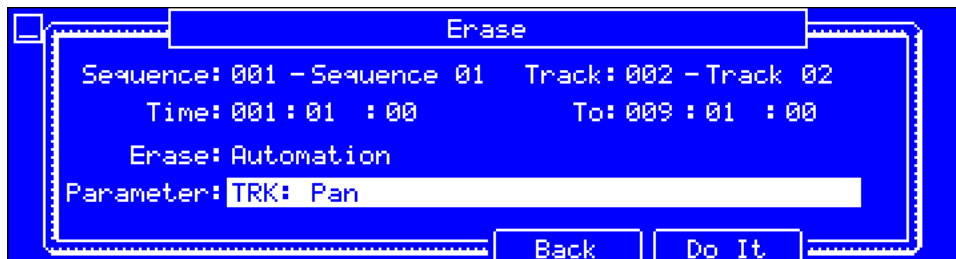 Erase
Sequence: 001 - Sequence 01 Track: 002 - Track 02
Time: 001 : 01 : 00 To: 009 : 01 : 00
Erase: Automation
Parameter: TRK: Pan
Back Do It